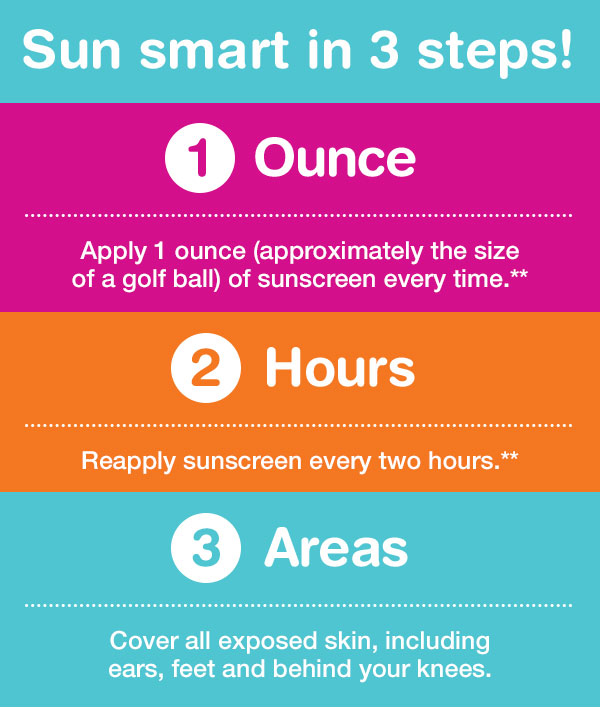 Sun smart in 3 steps!
1 Ounce
Apply 1 ounce (approximately the size
of a golf ball) of sunscreen every time.**
2 Hours
Reapply sunscreen every two hours.**
3 Areas
Cover all exposed skin, including
ears, feet and behind your knees.